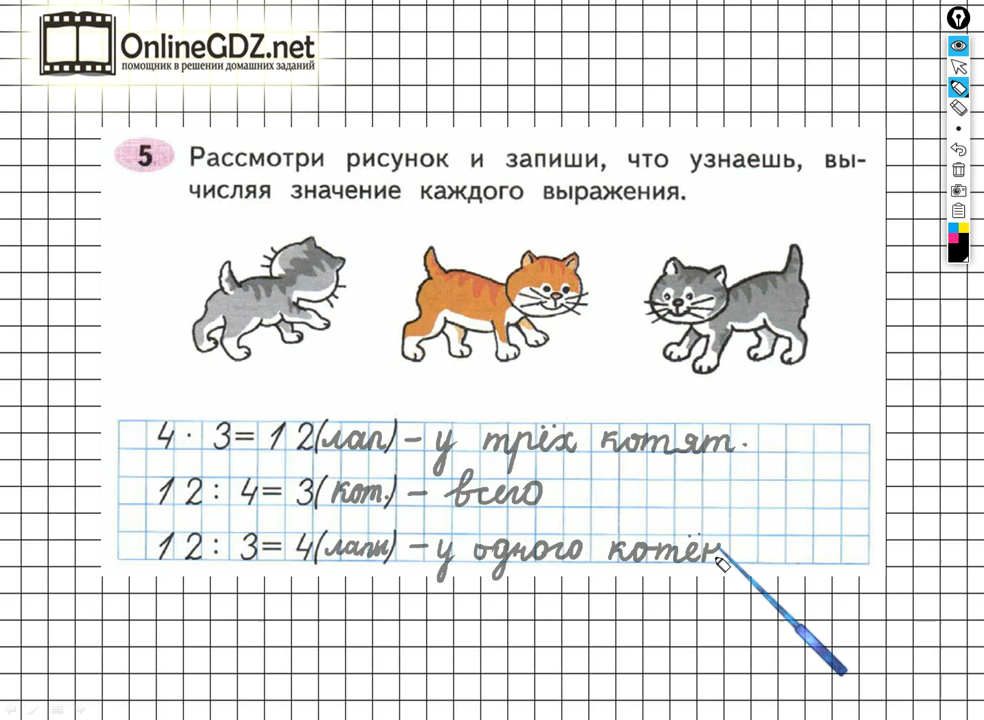 OnlineGDZ.net
помощник в решении домашних заданий
5 Рассмотри рисунок и запиши, что узнаешь, вы-
числяя значение каждого выражения.
4 · 3 = 12 (лап) – у трёх котят.
12 : 4 = 3 (кот.) – всего
12 : 3 = 4 (лапы) – у одного котён